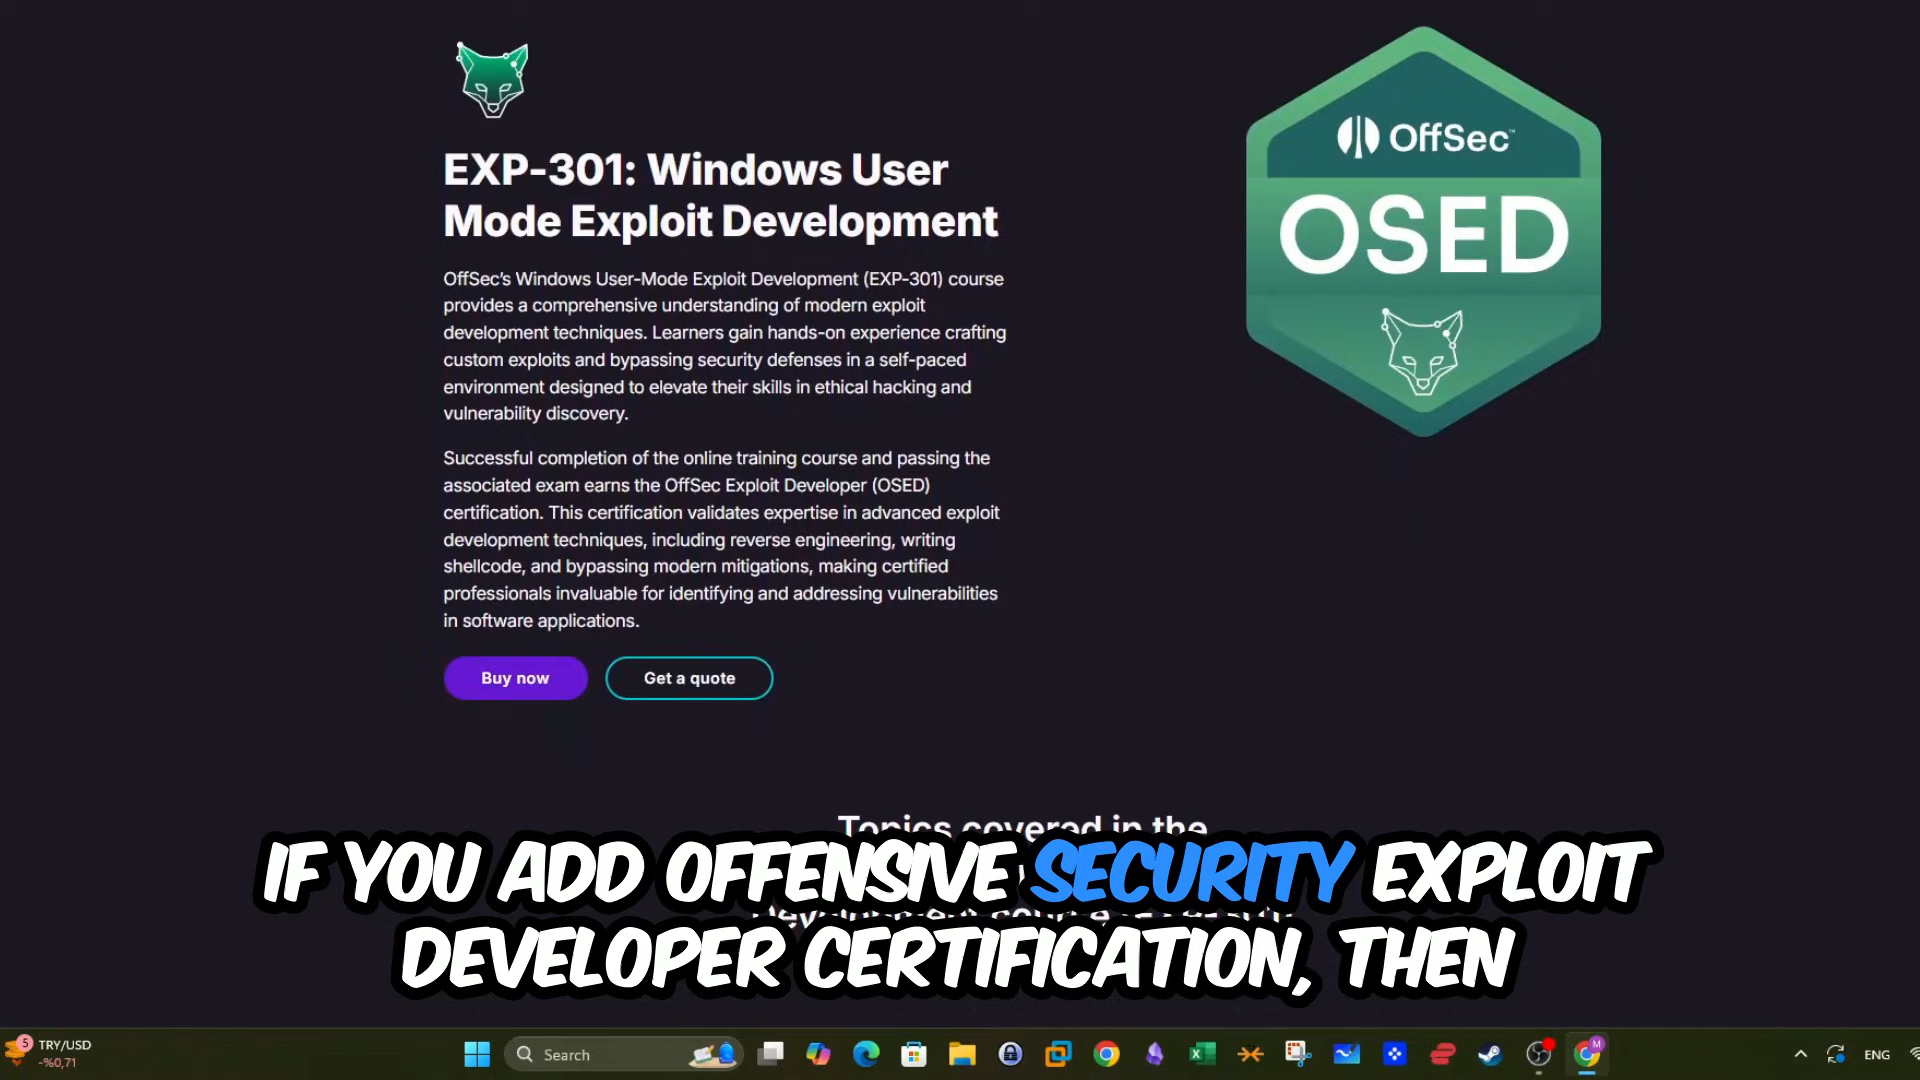 OffSec™
OSED
EXP-301: Windows User
Mode Exploit Development
OffSec's Windows User-Mode Exploit Development (EXP-301) course
provides a comprehensive understanding of modern exploit
development techniques. Learners gain hands-on experience crafting
custom exploits and bypassing security defenses in a self-paced
environment designed to elevate their skills in ethical hacking and
vulnerability discovery.
Successful completion of the online training course and passing the
associated exam earns the OffSec Exploit Developer (OSED)
certification. This certification validates expertise in advanced exploit
development techniques, including reverse engineering, writing
shellcode, and bypassing modern mitigations, making certified
professionals invaluable for identifying and addressing vulnerabilities
in software applications.
Buy now
Get a quote
Topics covered in the
IF YOU ADD OFFENSIVE SECURITY EXPLOIT
DEVELOPER CERTIFICATION, THEN
5
TRY/USD
-%0,71
Search
M
ENG